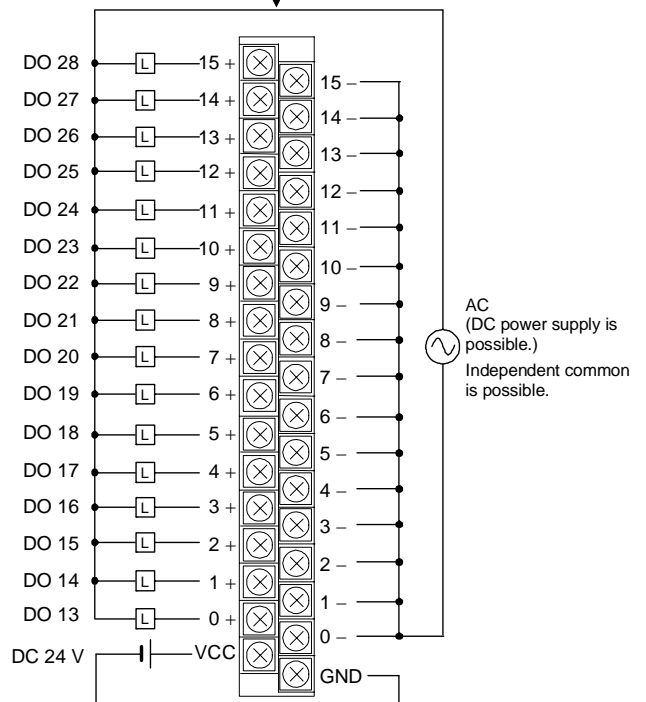 DO 28 L 15 +
15 –
DO 27 L 14 +
14 –
DO 26 L 13 +
13 –
DO 25 L 12 +
12 –
DO 24 L 11 +
11 –
DO 23 L 10 +
10 –
DO 22 L 9 +
9 –
DO 21 L 8 +
8 –
DO 20 L 7 +
7 –
DO 19 L 6 +
6 –
DO 18 L 5 +
5 –
DO 17 L 4 +
4 –
DO 16 L 3 +
3 –
DO 15 L 2 +
2 –
DO 14 L 1 +
1 –
DO 13 L 0 +
0 –
DC 24 V VCC
GND
AC
(DC power supply is
possible.)
Independent common
is possible.